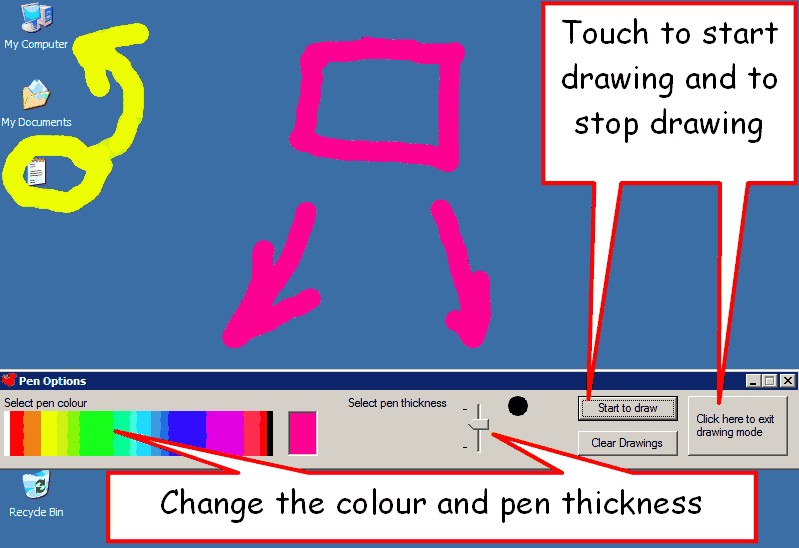 My Computer
My Documents
Touch to start
drawing and to
stop drawing
Pen Options
Select pen colour
Select pen thickness
Start to draw
Clear Drawings
Click here to exit
drawing mode
Change the colour and pen thickness
Recycle Bin